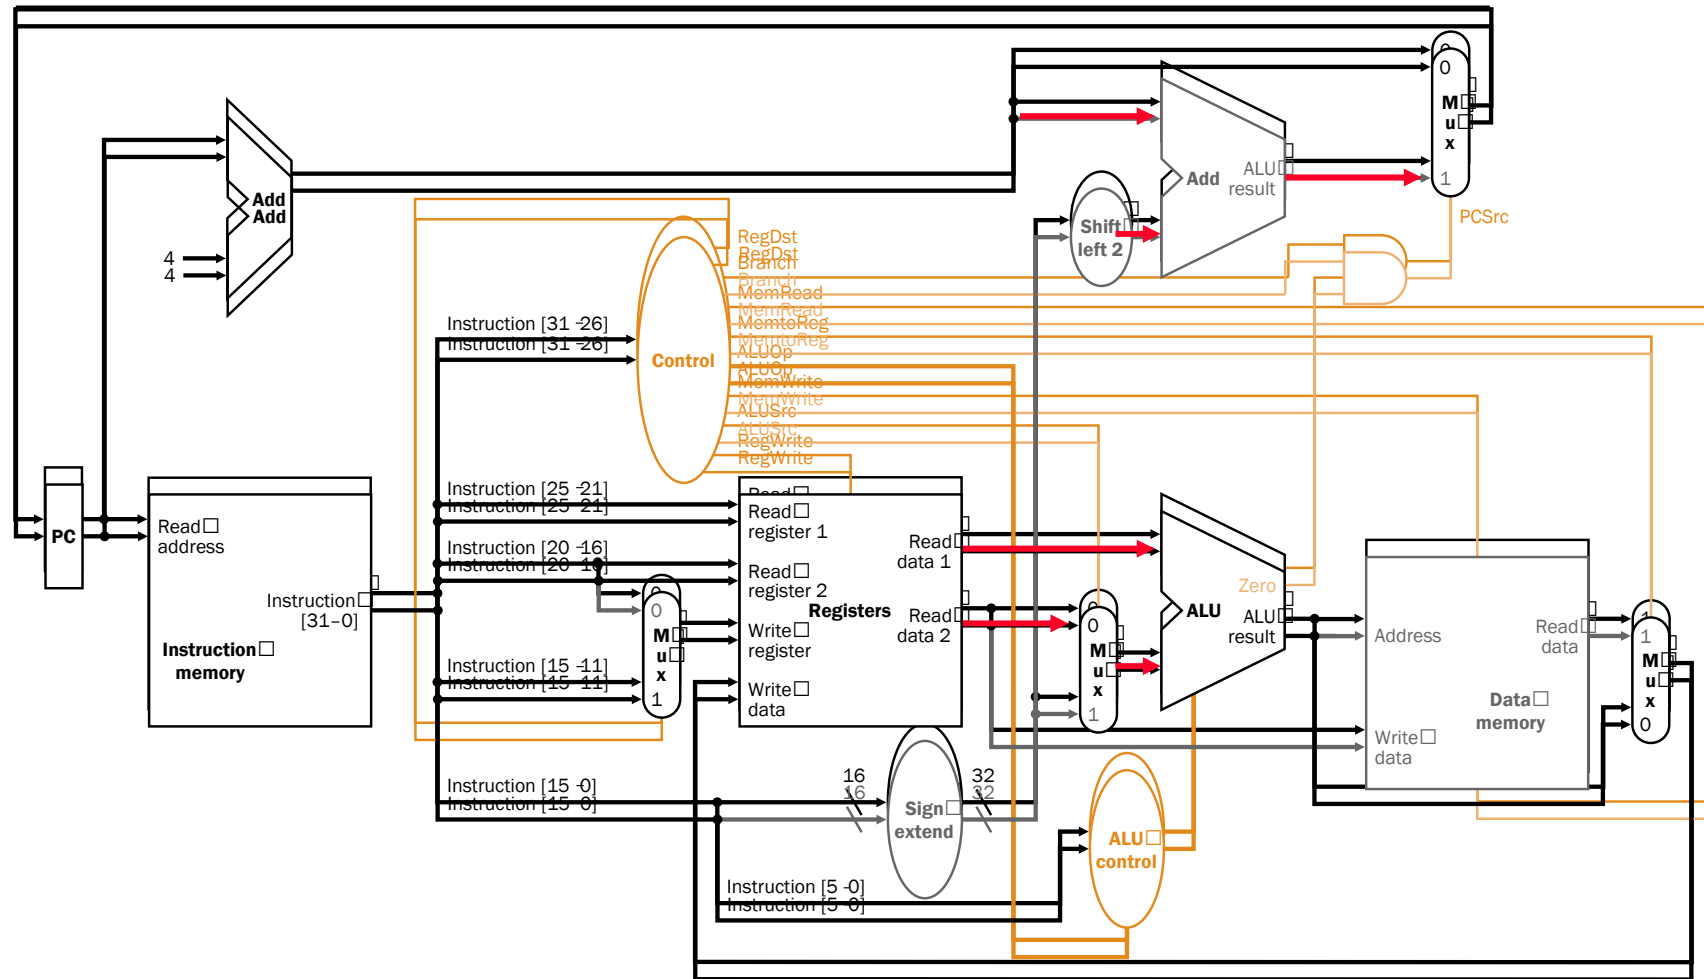 0
0
M
u
x
1
Add
ALU
result
Add
Add
Shift
left 2
PCSrc
4
4
RegDst
RegDst
Branch
Branch
MemRead
MemRead
MemtoReg
MemtoReg
ALUOp
ALUOp
MemWrite
MemWrite
ALUSrc
ALUSrc
RegWrite
RegWrite
Control
Instruction [31 –26]
Instruction [31 –26]
Instruction [25 –21]
Instruction [25 –21]
Instruction [20 –16]
Instruction [20 –16]
Instruction [15 –11]
Instruction [15 –11]
Instruction [15 –0]
Instruction [15 –0]
Instruction [5 –0]
Instruction [5 –0]
PC
Read
address
Instruction
[31–0]
Instruction
memory
0
0
M
u
x
1
Read
Read
register 1
Read
register 2
Write
register
Write
data
Registers
Read
data 1
Read
data 2
0
0
M
u
x
1
Zero
ALU
ALU
result
Address
Write
data
Read
data
Data
memory
1
1
M
u
x
0
16
16
Sign
extend
32
32
ALU
control